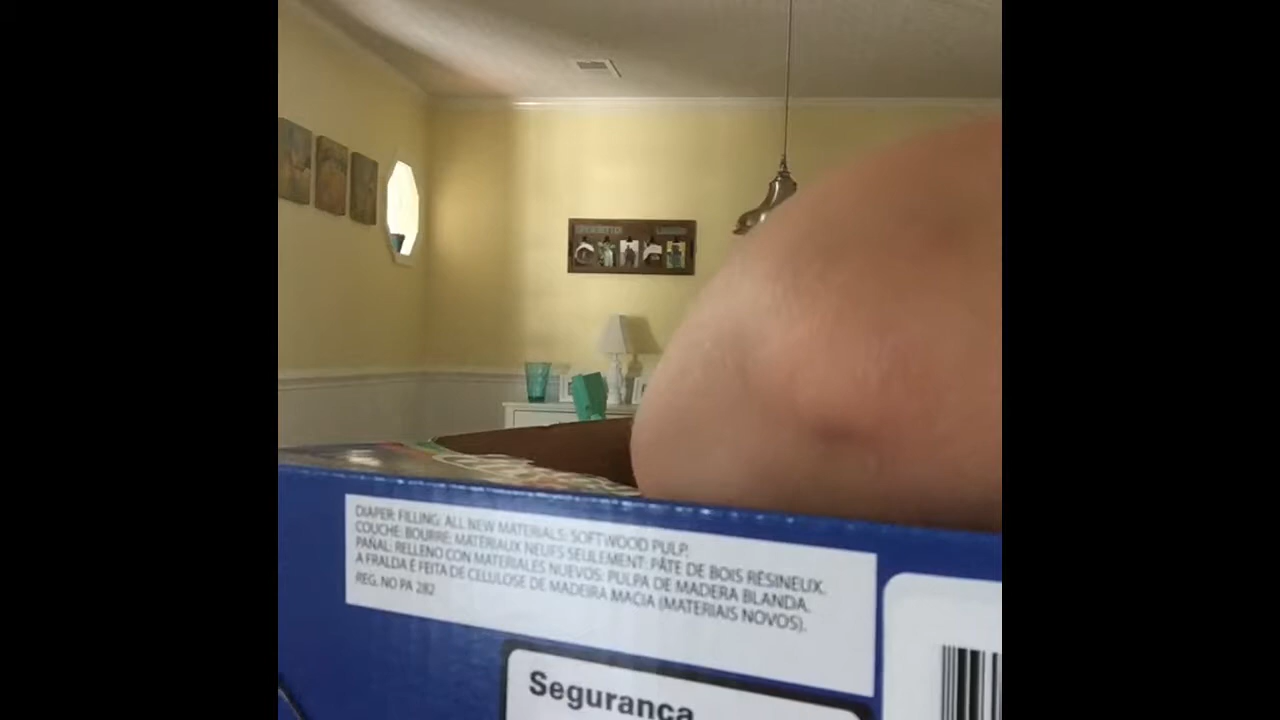 DIAPER: FILLING: ALL NEW MATERIALS: SOFTWOOD PULP.
COUCHE: BOURRE: MATERIAUX NEUFS SEULEMENT: PÂTE DE BOIS RÉSINEUX.
PAÑAL: RELLENO CON MATERIALES NUEVOS: PULPA DE MADERA BLANDA.
A FRALDA É FEITA DE CELULOSE DE MADEIRA MACIA (MATERIAIS NOVOS).
REG. NO PA 282
Segurança